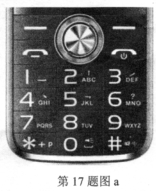 1 2 ABC 3 DEF
4 GHI 5 JKL 6 MNO
7 PQRS 8 TUV 9 WXYZ
*+P 0 #
第 17 题图 a